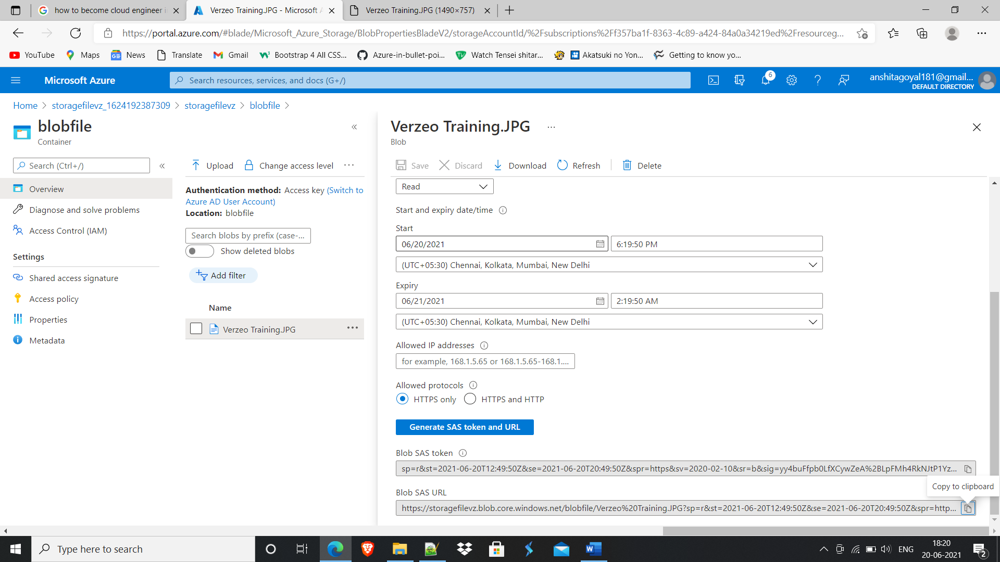 how to become cloud engineer i
Verzeo Training.JPG - Microsoft A
Verzeo Training.JPG (1490×757)
https://portal.azure.com/#blade/Microsoft_Azure_Storage/BlobPropertiesBladeV2/storageAccountId/%2Fsubscriptions%2Ff357ba1f-8363-4c89-a424-84a0a34219ed%2Fresourceg...
YouTube
Maps
News
Translate
Gmail
Bootstrap 4 All CSS...
Azure-in-bullet-poi...
Watch Tensei shitar...
Akatsuki no Yon...
Getting to know yo...
Microsoft Azure
Search resources, services, and docs (G+/)
6
anshitagoyal181@gmail....
DEFAULT DIRECTORY
Home > storagefilevz_1624192387309 > storagefilevz > blobfile >
blobfile
Container
Search (Ctrl+/)
Overview
Diagnose and solve problems
Access Control (IAM)
Settings
Shared access signature
Access policy
Properties
Metadata
Upload
Change access level
Authentication method: Access key (Switch to
Azure AD User Account)
Location: blobfile
Search blobs by prefix (case-...
Show deleted blobs
Add filter
Name
Verzeo Training.JPG
Verzeo Training.JPG
Blob
Save
Discard
Download
Refresh
Delete
Read
Start and expiry date/time
Start
06/20/2021
6:19:50 PM
(UTC+05:30) Chennai, Kolkata, Mumbai, New Delhi
Expiry
06/21/2021
2:19:50 AM
(UTC+05:30) Chennai, Kolkata, Mumbai, New Delhi
Allowed IP addresses
for example, 168.1.5.65 or 168.1.5.65-168.1....
Allowed protocols
HTTPS only
HTTPS and HTTP
Generate SAS token and URL
Blob SAS token
sp=r&st=2021-06-20T12:49:50Z&se=2021-06-20T20:49:50Z&spr=https&sv=2020-02-10&sr=b&sig=yy4buFfpb0LfXCywZeA%2BLpFMh4RkNJtP1Yz...
Copy to clipboard
Blob SAS URL
https://storagefilevz.blob.core.windows.net/blobfile/Verzeo%20Training.JPG?sp=r&st=2021-06-20T12:49:50Z&se=2021-06-20T20:49:50Z&spr=http...
Type here to search
ENG
18:20
20-06-2021
2